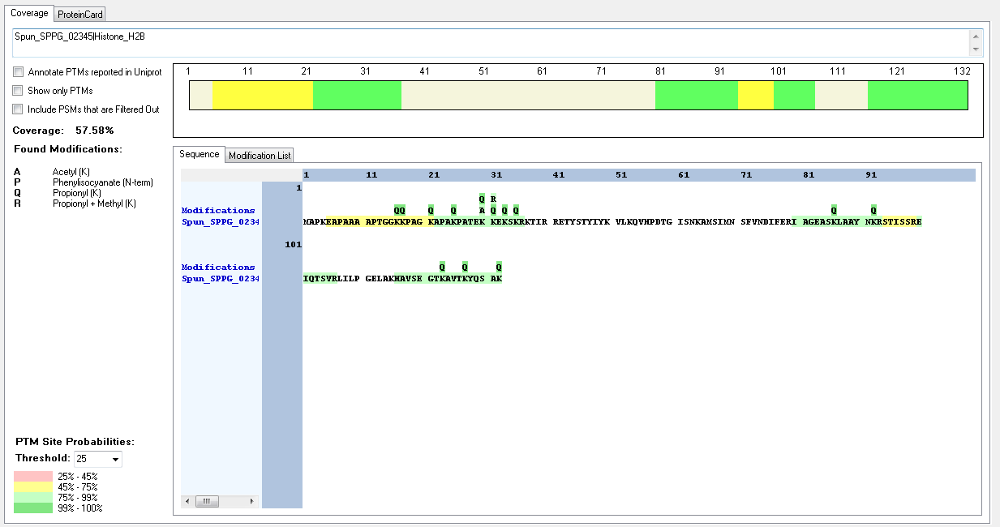 Coverage ProteinCard
Spun_SPPG_02345|Histone_H2B
Annotate PTMs reported in Uniprot
Show only PTMs
Include PSMs that are Filtered Out
Coverage: 57.58%
Found Modifications:
A Acetyl (K)
P Phenylisocyanate (N-term)
Q Propionyl (K)
R Propionyl + Methyl (K)
1 11 21 31 41 51 61 71 81 91 101 111 121 132
Sequence Modification List
1 11 21 31 41 51 61 71 81 91
1
Q R
Modifications QQ Q Q A Q Q Q Q Q
Spun_SPPG_0234 MAPKEAPAAA APTGGKKPAG KAPAKPATEK KEKSKRKTIR RETYSTYIYK VLKQVHPDTG ISNKAMSIMN SFVNDIFERI AGEASKLAAY NKRSTISSRE
101
Modifications Q Q Q
Spun_SPPG_0234 IQTSVRLILP GELAKHAVSE GTKAVTKYQS AK
PTM Site Probabilities:
Threshold: 25
25% - 45%
45% - 75%
75% - 99%
99% - 100%